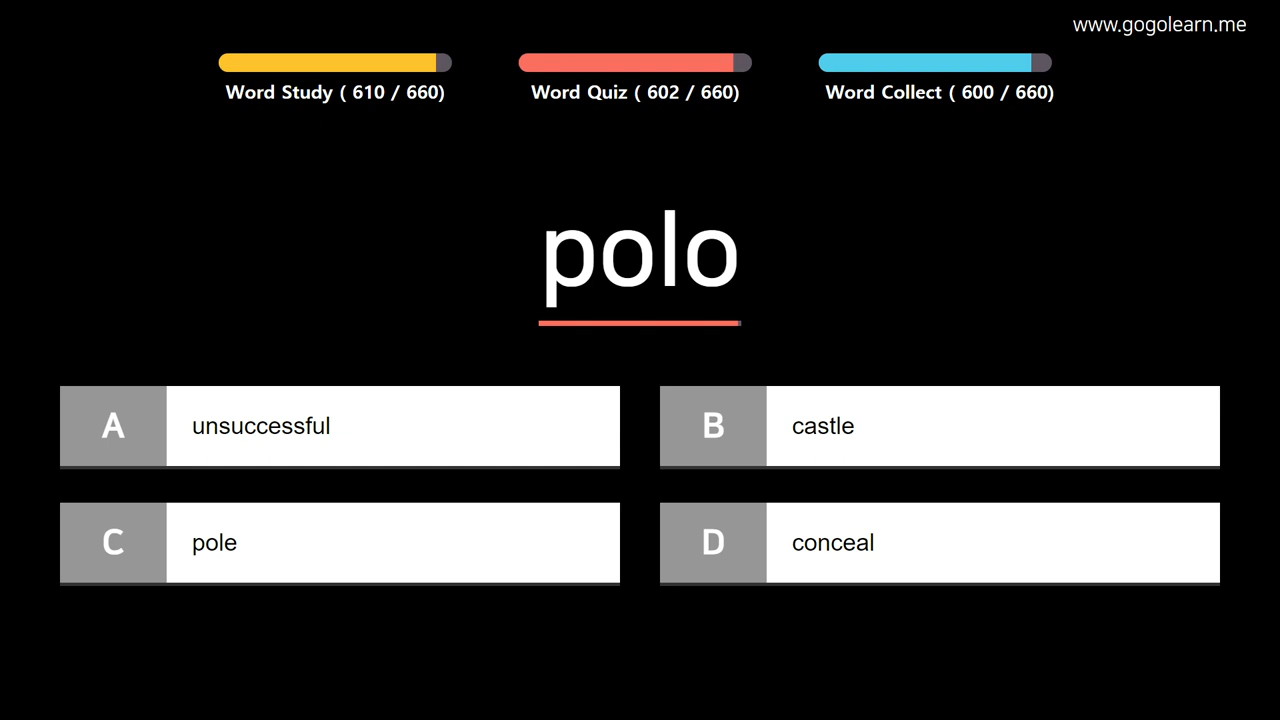 www.gogolearn.me
Word Study ( 610 / 660)
Word Quiz ( 602 / 660)
Word Collect ( 600 / 660)
polo
A unsuccessful
B castle
C pole
D conceal